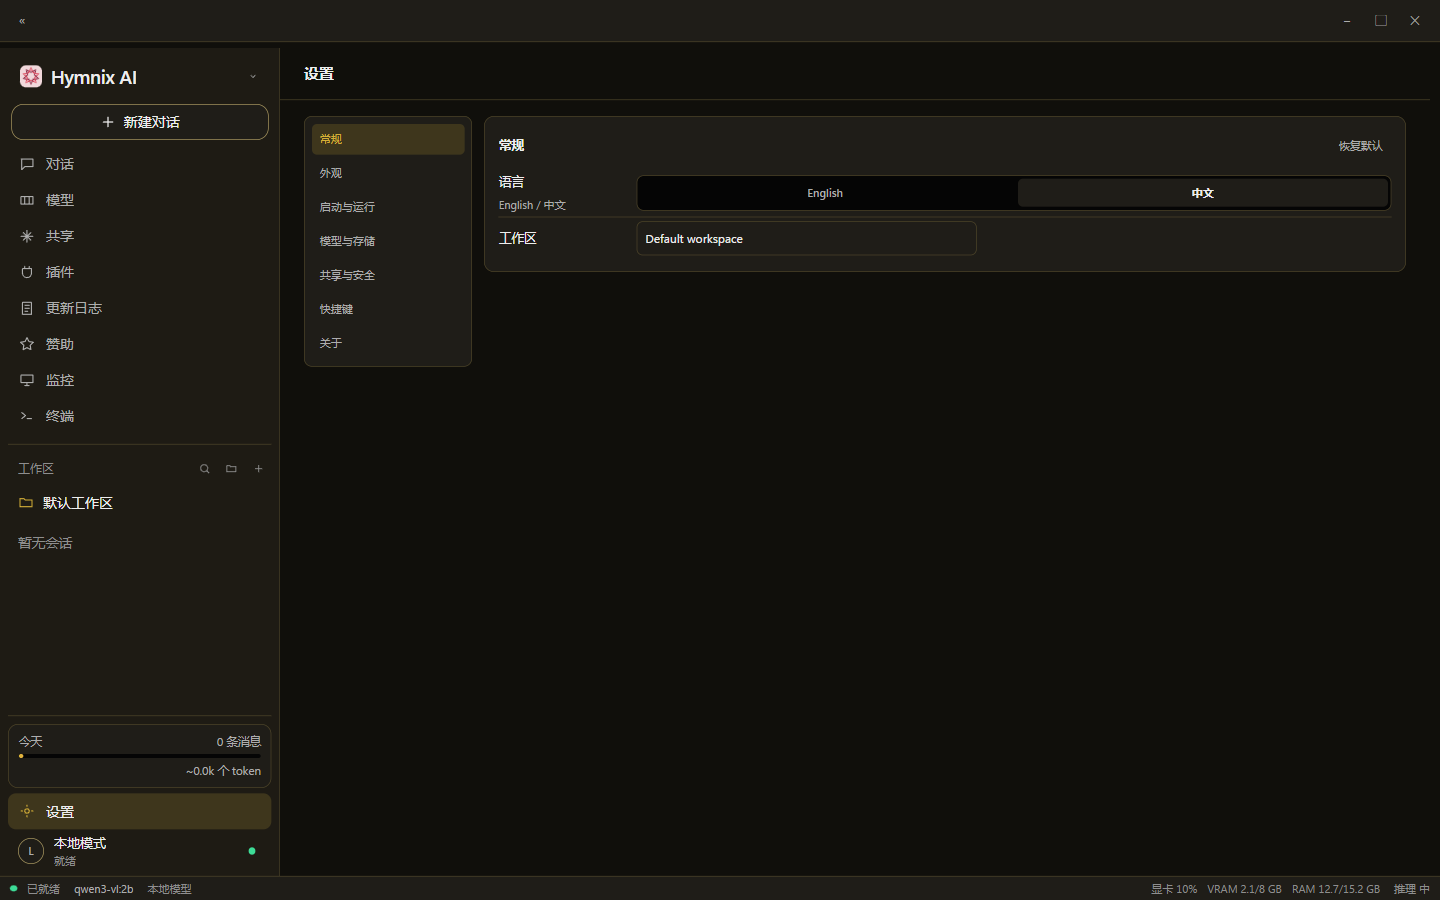 «
Hymnix AI
新建对话
对话
模型
共享
插件
更新日志
赞助
监控
终端
工作区
默认工作区
暂无会话
今天 0 条消息
~0.0k 个 token
设置
L 本地模式
就绪
设置
常规
外观
启动与运行
模型与存储
共享与安全
快捷键
关于
常规 恢复默认
语言
English / 中文
English 中文
工作区 Default workspace
已就绪 qwen3-vl:2b 本地模型 显卡 10% VRAM 2.1/8 GB RAM 12.7/15.2 GB 推理 中